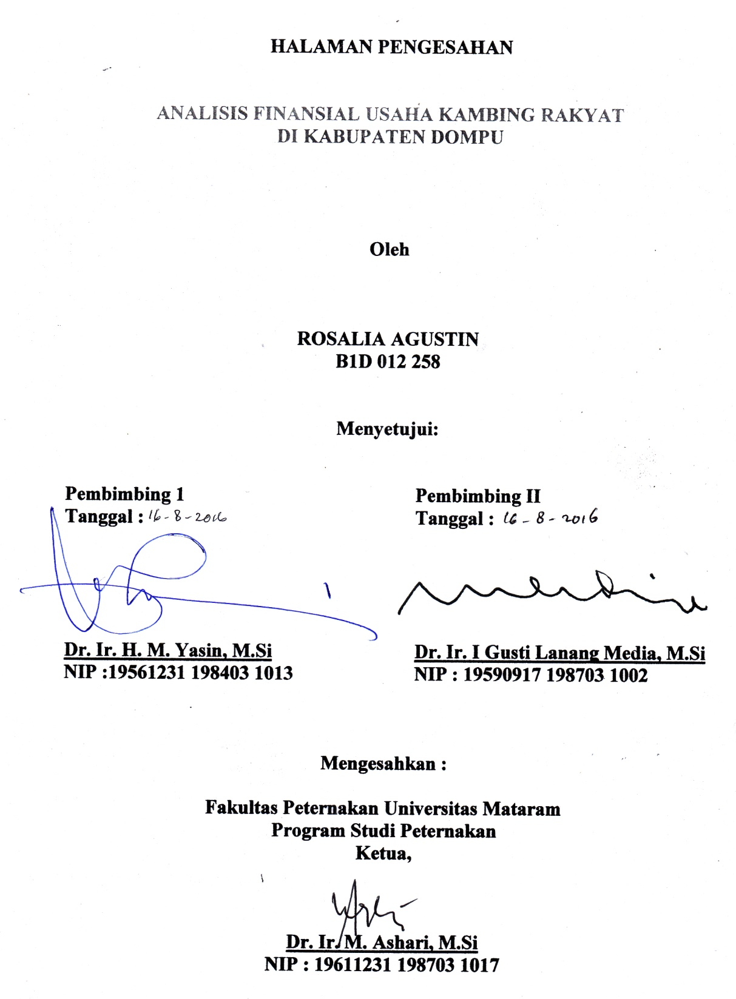 HALAMAN PENGESAHAN
ANALISIS FINANSIAL USAHA KAMBING RAKYAT
DI KABUPATEN DOMPU
Oleh
ROSALIA AGUSTIN
B1D 012 258
Menyetujui:
Pembimbing 1
Tanggal : 16-8-2016
Dr. Ir. H. M. Yasin, M.Si
NIP :19561231 198403 1013
Pembimbing II
Tanggal : 16-8-2016
Dr. Ir. I Gusti Lanang Media, M.Si
NIP : 19590917 198703 1002
Mengesahkan :
Fakultas Peternakan Universitas Mataram
Program Studi Peternakan
Ketua,
Dr. Ir. M. Ashari, M.Si
NIP : 19611231 198703 1017